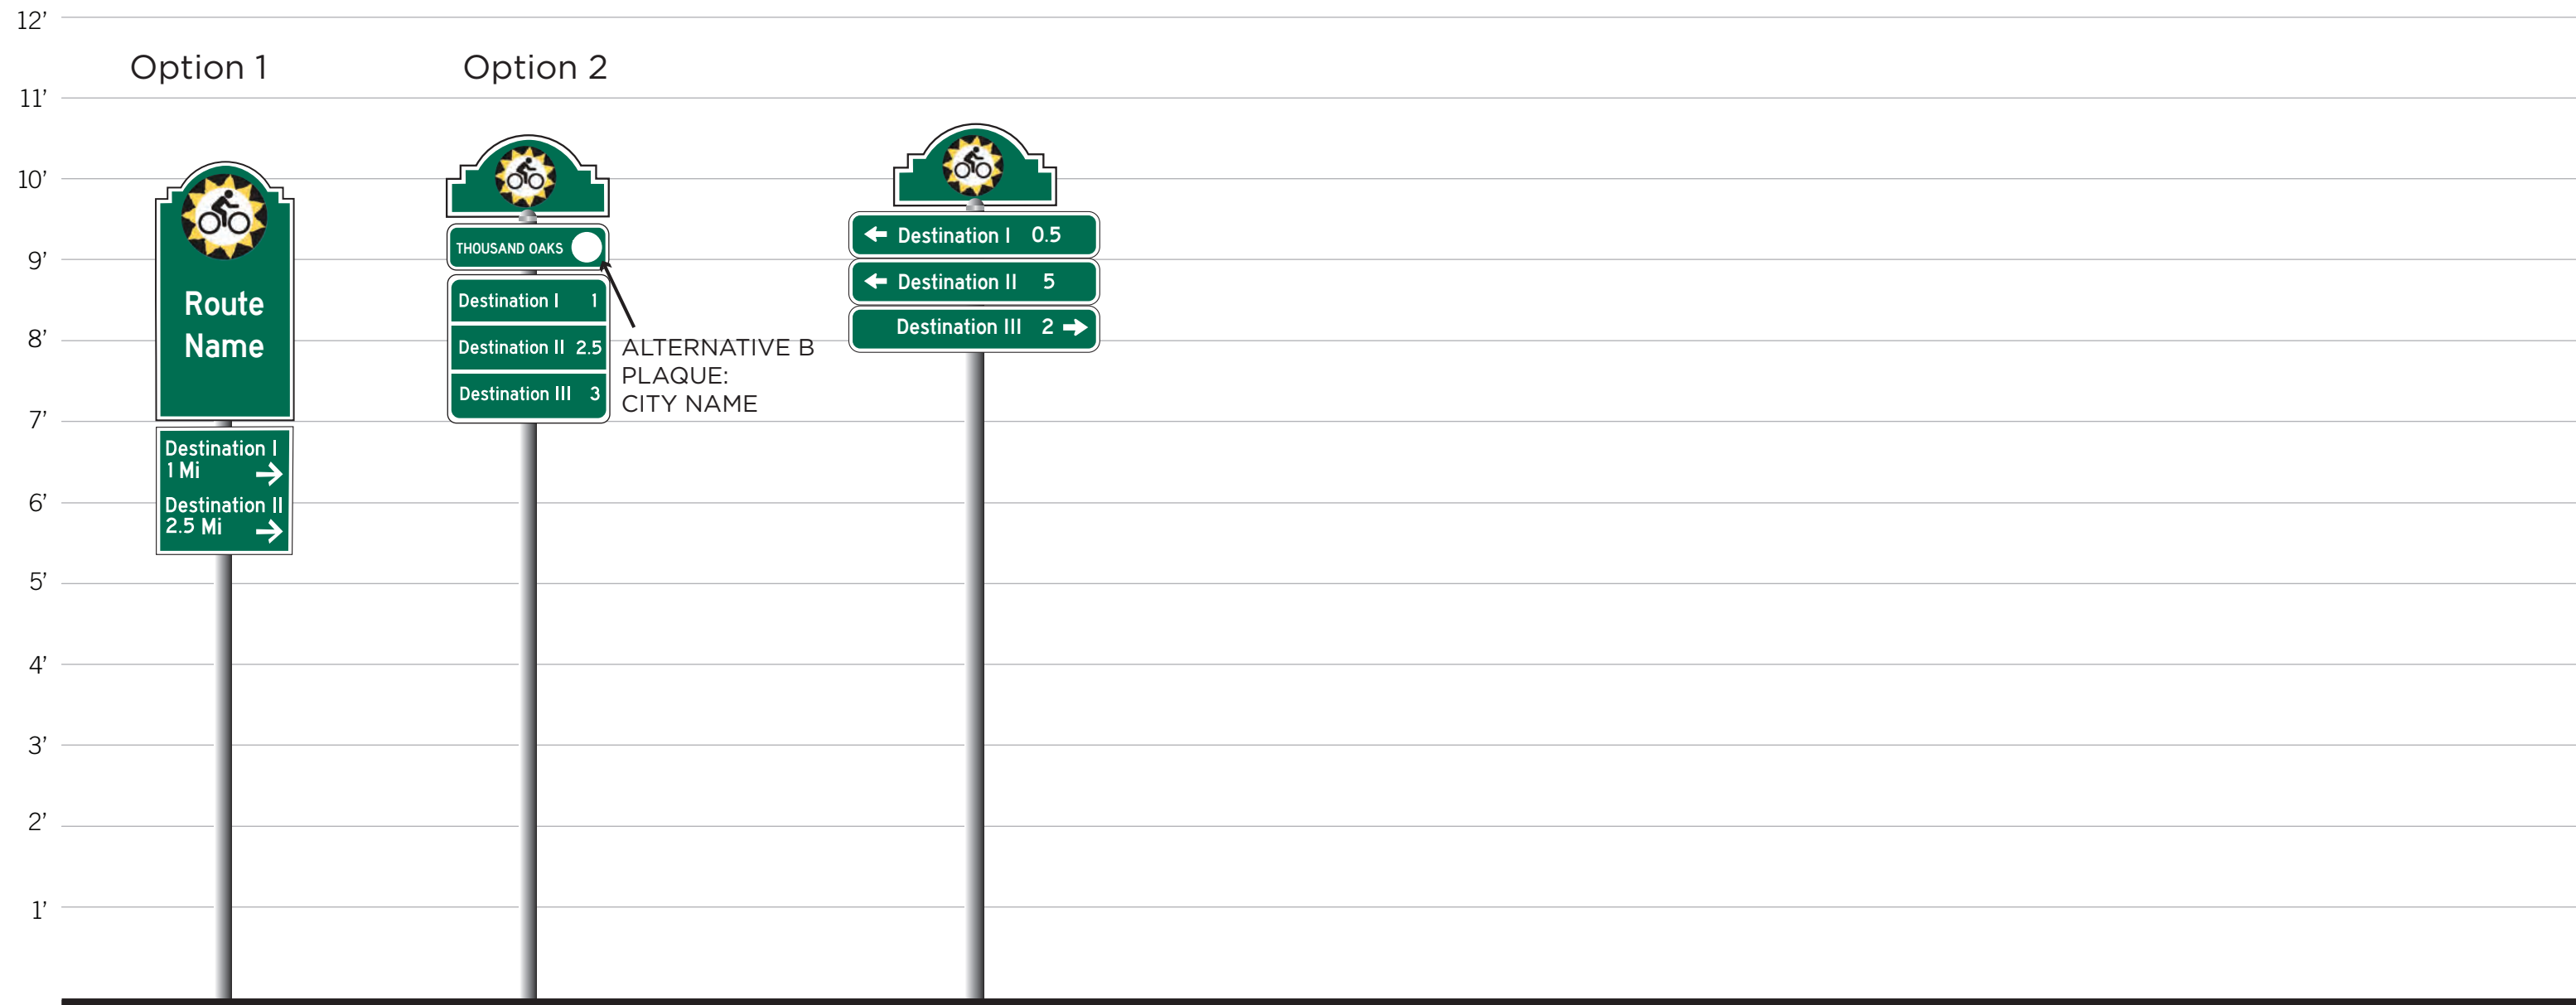 12’
11’
10’
9’
8’
7’
6’
5’
4’
3’
2’
1’
Option 1
Route
Name
Destination I
1 Mi
Destination II
2.5 Mi
Option 2
THOUSAND OAKS
Destination I 1
Destination II 2.5
Destination III 3
ALTERNATIVE B
PLAQUE:
CITY NAME
Destination I 0.5
Destination II 5
Destination III 2